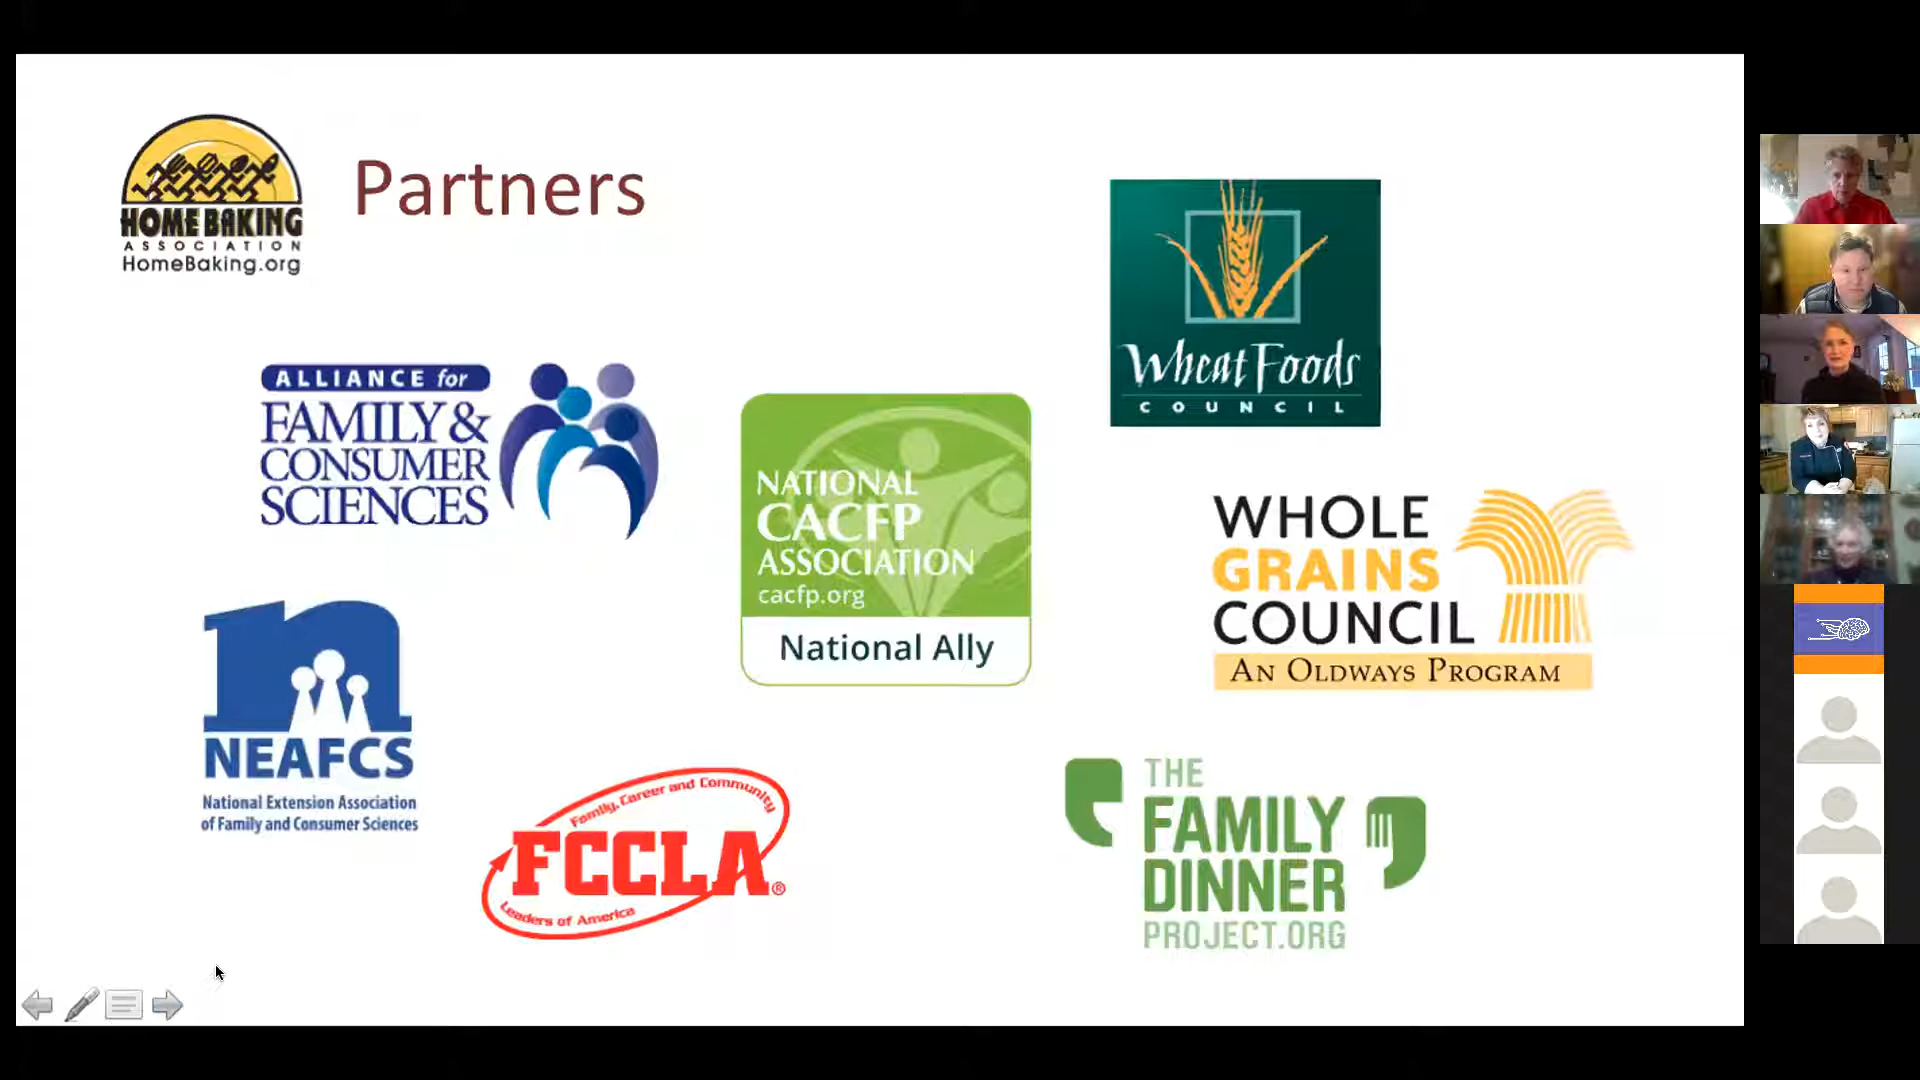 HOME BAKING
ASSOCIATION
HomeBaking.org
Partners
Wheat Foods
COUNCIL
ALLIANCE for
FAMILY &
CONSUMER
SCIENCES
NATIONAL
CACFP
ASSOCIATION
cacfp.org
National Ally
WHOLE
GRAINS
COUNCIL
AN OLDWAYS PROGRAM
n
NEAFCS
National Extension Association
of Family and Consumer Sciences
Family, Career and Community
FCCLA®
Leaders of America
THE
FAMILY
DINNER
PROJECT.ORG